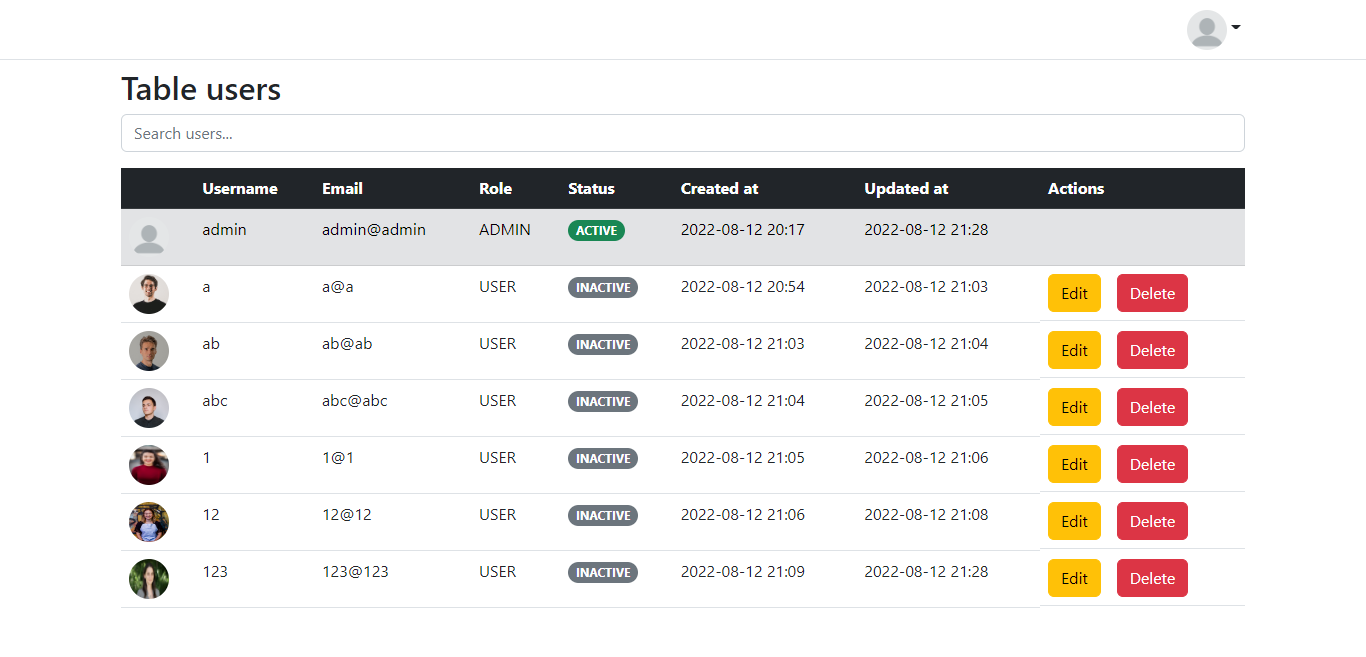 Table users
Search users...
Username Email Role Status Created at Updated at Actions
admin admin@admin ADMIN ACTIVE 2022-08-12 20:17 2022-08-12 21:28
a a@a USER INACTIVE 2022-08-12 20:54 2022-08-12 21:03 Edit Delete
ab ab@ab USER INACTIVE 2022-08-12 21:03 2022-08-12 21:04 Edit Delete
abc abc@abc USER INACTIVE 2022-08-12 21:04 2022-08-12 21:05 Edit Delete
1 1@1 USER INACTIVE 2022-08-12 21:05 2022-08-12 21:06 Edit Delete
12 12@12 USER INACTIVE 2022-08-12 21:06 2022-08-12 21:08 Edit Delete
123 123@123 USER INACTIVE 2022-08-12 21:09 2022-08-12 21:28 Edit Delete